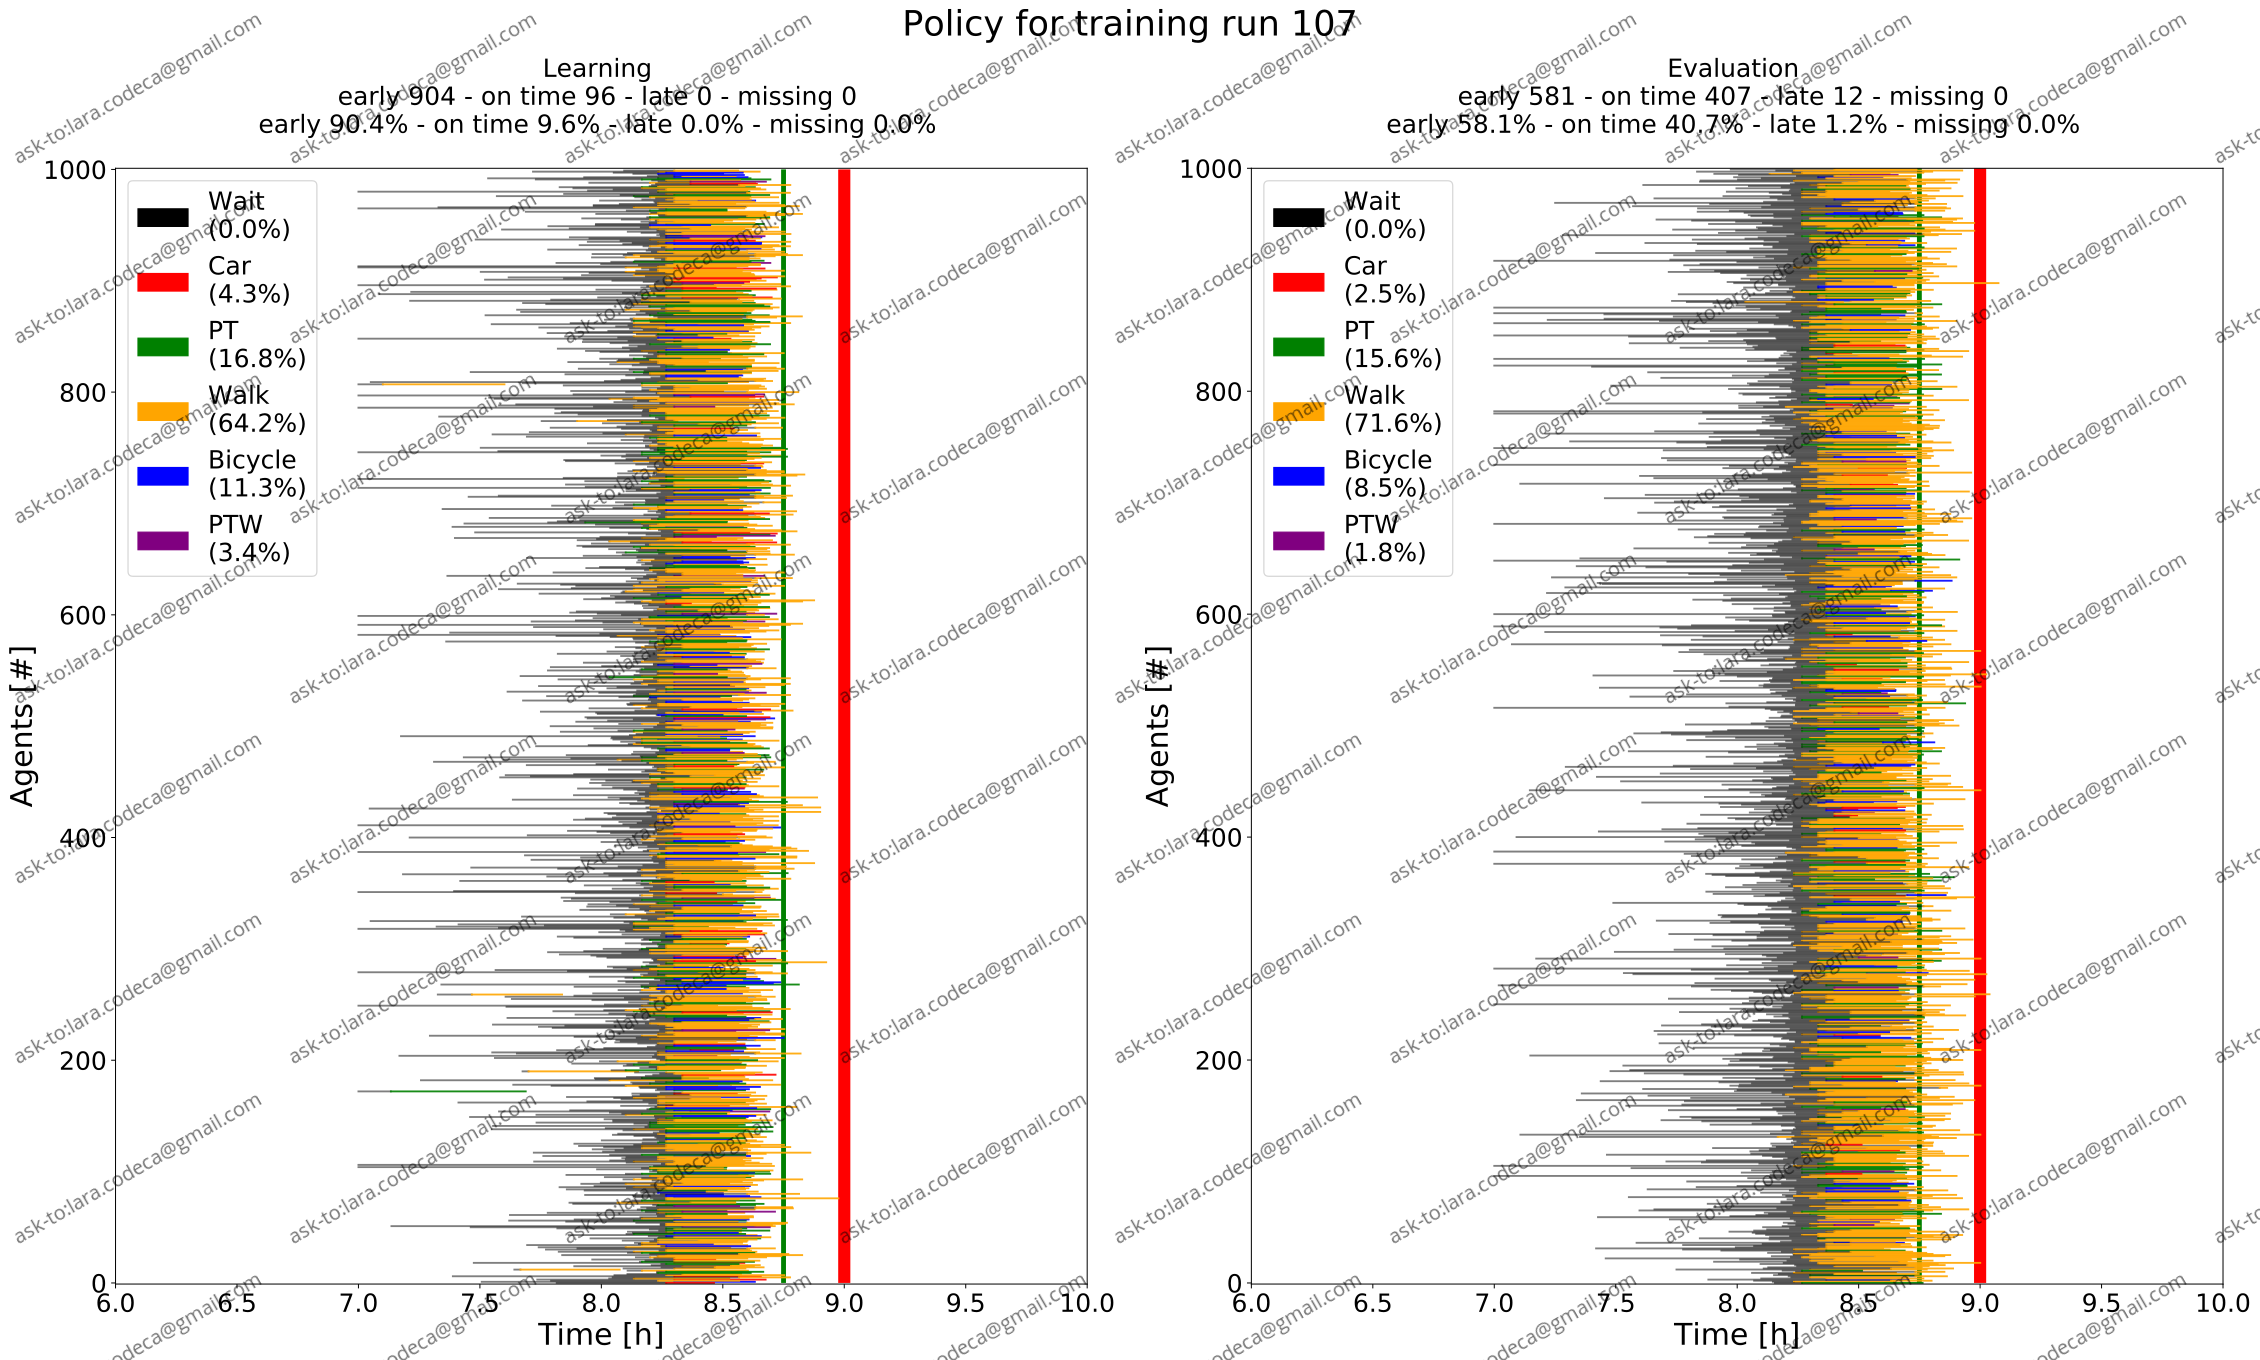 Policy for training run 107
Learning
early 904 - on time 96 - late 0 - missing 0
early 90.4% - on time 9.6% - late 0.0% - missing 0.0%
1000
800
600
400
200
0
Agents [#]
Wait
(0.0%)
Car
(4.3%)
PT
(16.8%)
Walk
(64.2%)
Bicycle
(11.3%)
PTW
(3.4%)
6.0 6.5 7.0 7.5 8.0 8.5 9.0 9.5 10.0
Time [h]
Evaluation
early 581 - on time 407 - late 12 - missing 0
early 58.1% - on time 40.7% - late 1.2% - missing 0.0%
1000
800
600
400
200
0
Agents [#]
Wait
(0.0%)
Car
(2.5%)
PT
(15.6%)
Walk
(71.6%)
Bicycle
(8.5%)
PTW
(1.8%)
6.0 6.5 7.0 7.5 8.0 8.5 9.0 9.5 10.0
Time [h]
ask-to:lara.codeca@gmail.com